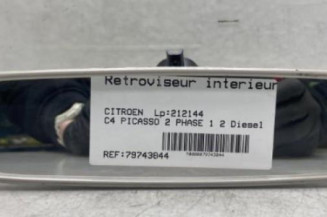 Retroviseur interieur
CITROEN Lp:212144
C4 PICASSO 2 PHASE 1 2 Diesel
REF:79743844